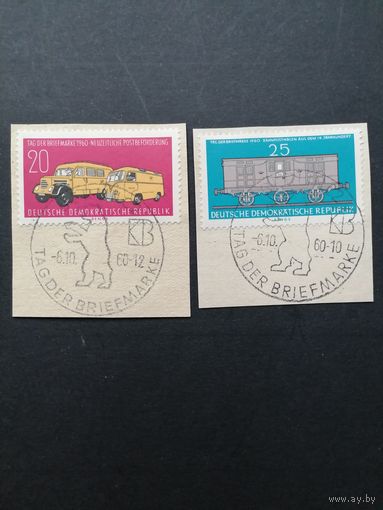 TAG DER BRIEFMARKE 1960 · NEUZEITLICHE POSTBEFÖRDERUNG
20
DEUTSCHE DEMOKRATISCHE REPUBLIK
-6.10. 60-12
TAG DER BRIEFMARKE
TAG DER BRIEFMARKE 1960 · BAHNPOSTWAGEN AUS DEM 19. JAHRHUNDERT
25
DEUTSCHE DEMOKRATISCHE REPUBLIK
-6.10. 60-10
TAG DER BRIEFMARKE
ay.by